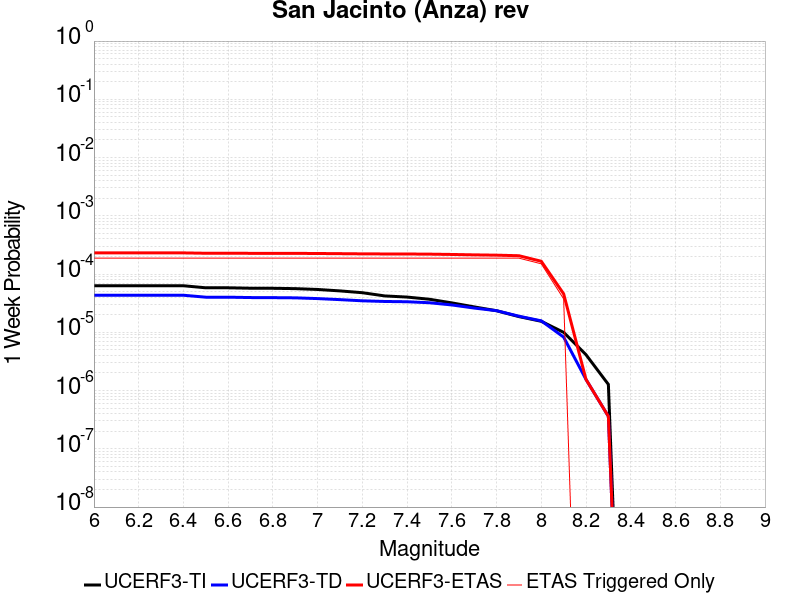 San Jacinto (Anza) rev
10^0
10^-1
10^-2
10^-3
10^-4
10^-5
10^-6
10^-7
10^-8
1 Week Probability
6 6.2 6.4 6.6 6.8 7 7.2 7.4 7.6 7.8 8 8.2 8.4 8.6 8.8 9
Magnitude
UCERF3-TI UCERF3-TD UCERF3-ETAS ETAS Triggered Only